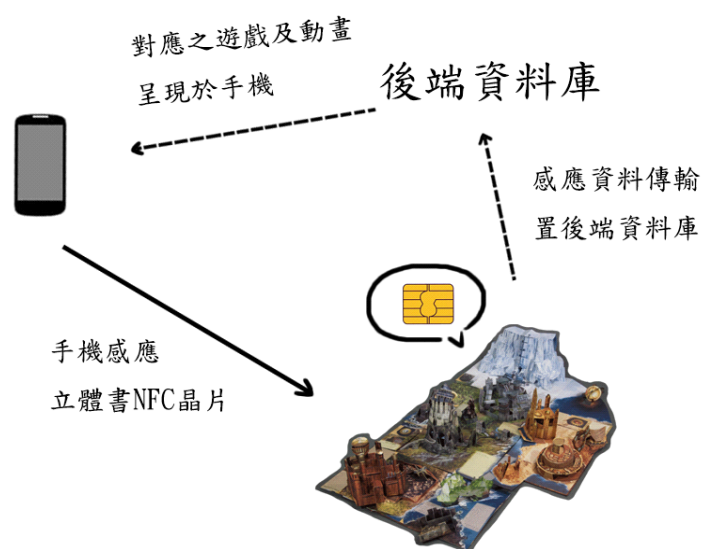 對應之遊戲及動畫
呈現於手機
後端資料庫
感應資料傳輸
置後端資料庫
手機感應
立體書NFC晶片